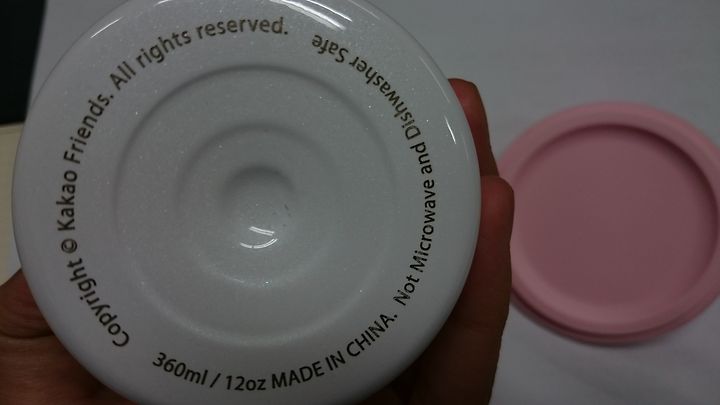 Copyright © Kakao Friends. All rights reserved.
360ml / 12oz MADE IN CHINA. Not Microwave and Dishwasher Safe